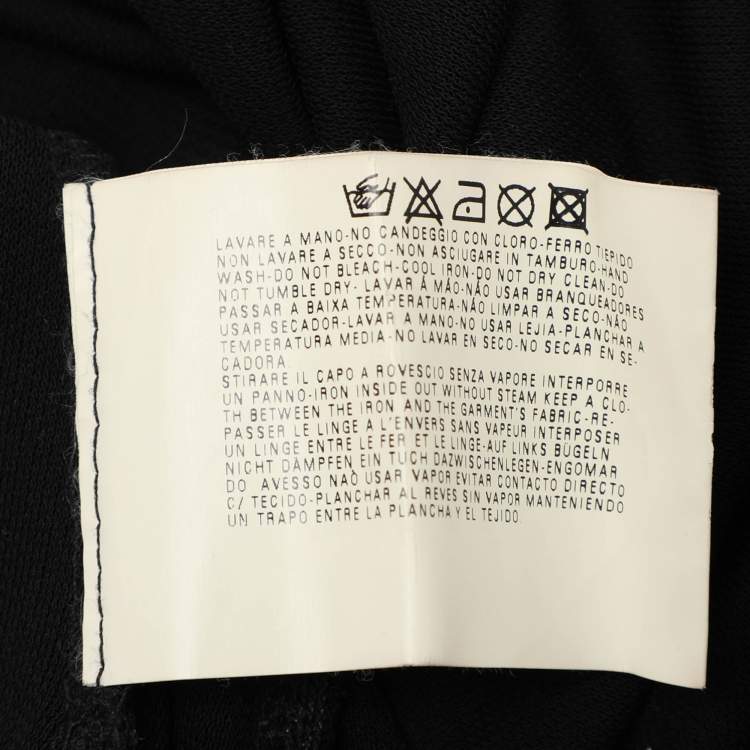 LAVARE A MANO-NO CANDEGGIO CON CLORO-FERRO TIEPIDO
NON LAVARE A SECCO-NON ASCIUGARE IN TAMBURO-HAND
WASH-DO NOT BLEACH-COOL IRON-DO NOT DRY CLEAN-DO
NOT TUMBLE DRY- LAVAR Á MÃO-NÃO USAR BRANQUEADORES
PASSAR A BAIXA TEMPERATURA-NÃO LIMPAR A SECO-NÃO
USAR SECADOR-LAVAR A MANO-NO USAR LEJIA-PLANCHAR A
TEMPERATURA MEDIA-NO LAVAR EN SECO-NO SECAR EN SE-
CADORA.
STIRARE IL CAPO A ROVESCIO SENZA VAPORE INTERPORRE
UN PANNO-IRON INSIDE OUT WITHOUT STEAM KEEP A CLO-
TH BETWEEN THE IRON AND THE GARMENT'S FABRIC-RE-
PASSER LE LINGE A L'ENVERS SANS VAPEUR INTERPOSER
UN LINGE ENTRE LE FER ET LE LINGE-AUF LINKS BÜGELN
NICHT DÄMPFEN EIN TUCH DAZWISCHENLEGEN-ENGOMAR
DO AVESSO NAÒ USAR VAPOR EVITAR CONTACTO DIRECTO
C/ TECIDO-PLANCHAR AL REVES SIN VAPOR MANTENIENDO
UN TRAPO ENTRE LA PLANCHA Y EL TEJIDO.